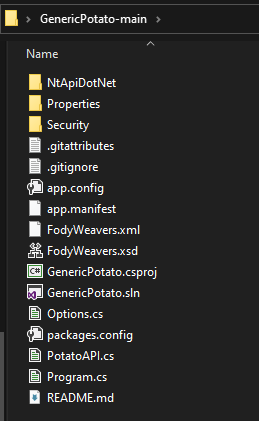 GenericPotato-main
Name
NtApiDotNet
Properties
Security
.gitattributes
.gitignore
app.config
app.manifest
FodyWeavers.xml
FodyWeavers.xsd
GenericPotato.csproj
GenericPotato.sln
Options.cs
packages.config
PotatoAPI.cs
Program.cs
README.md